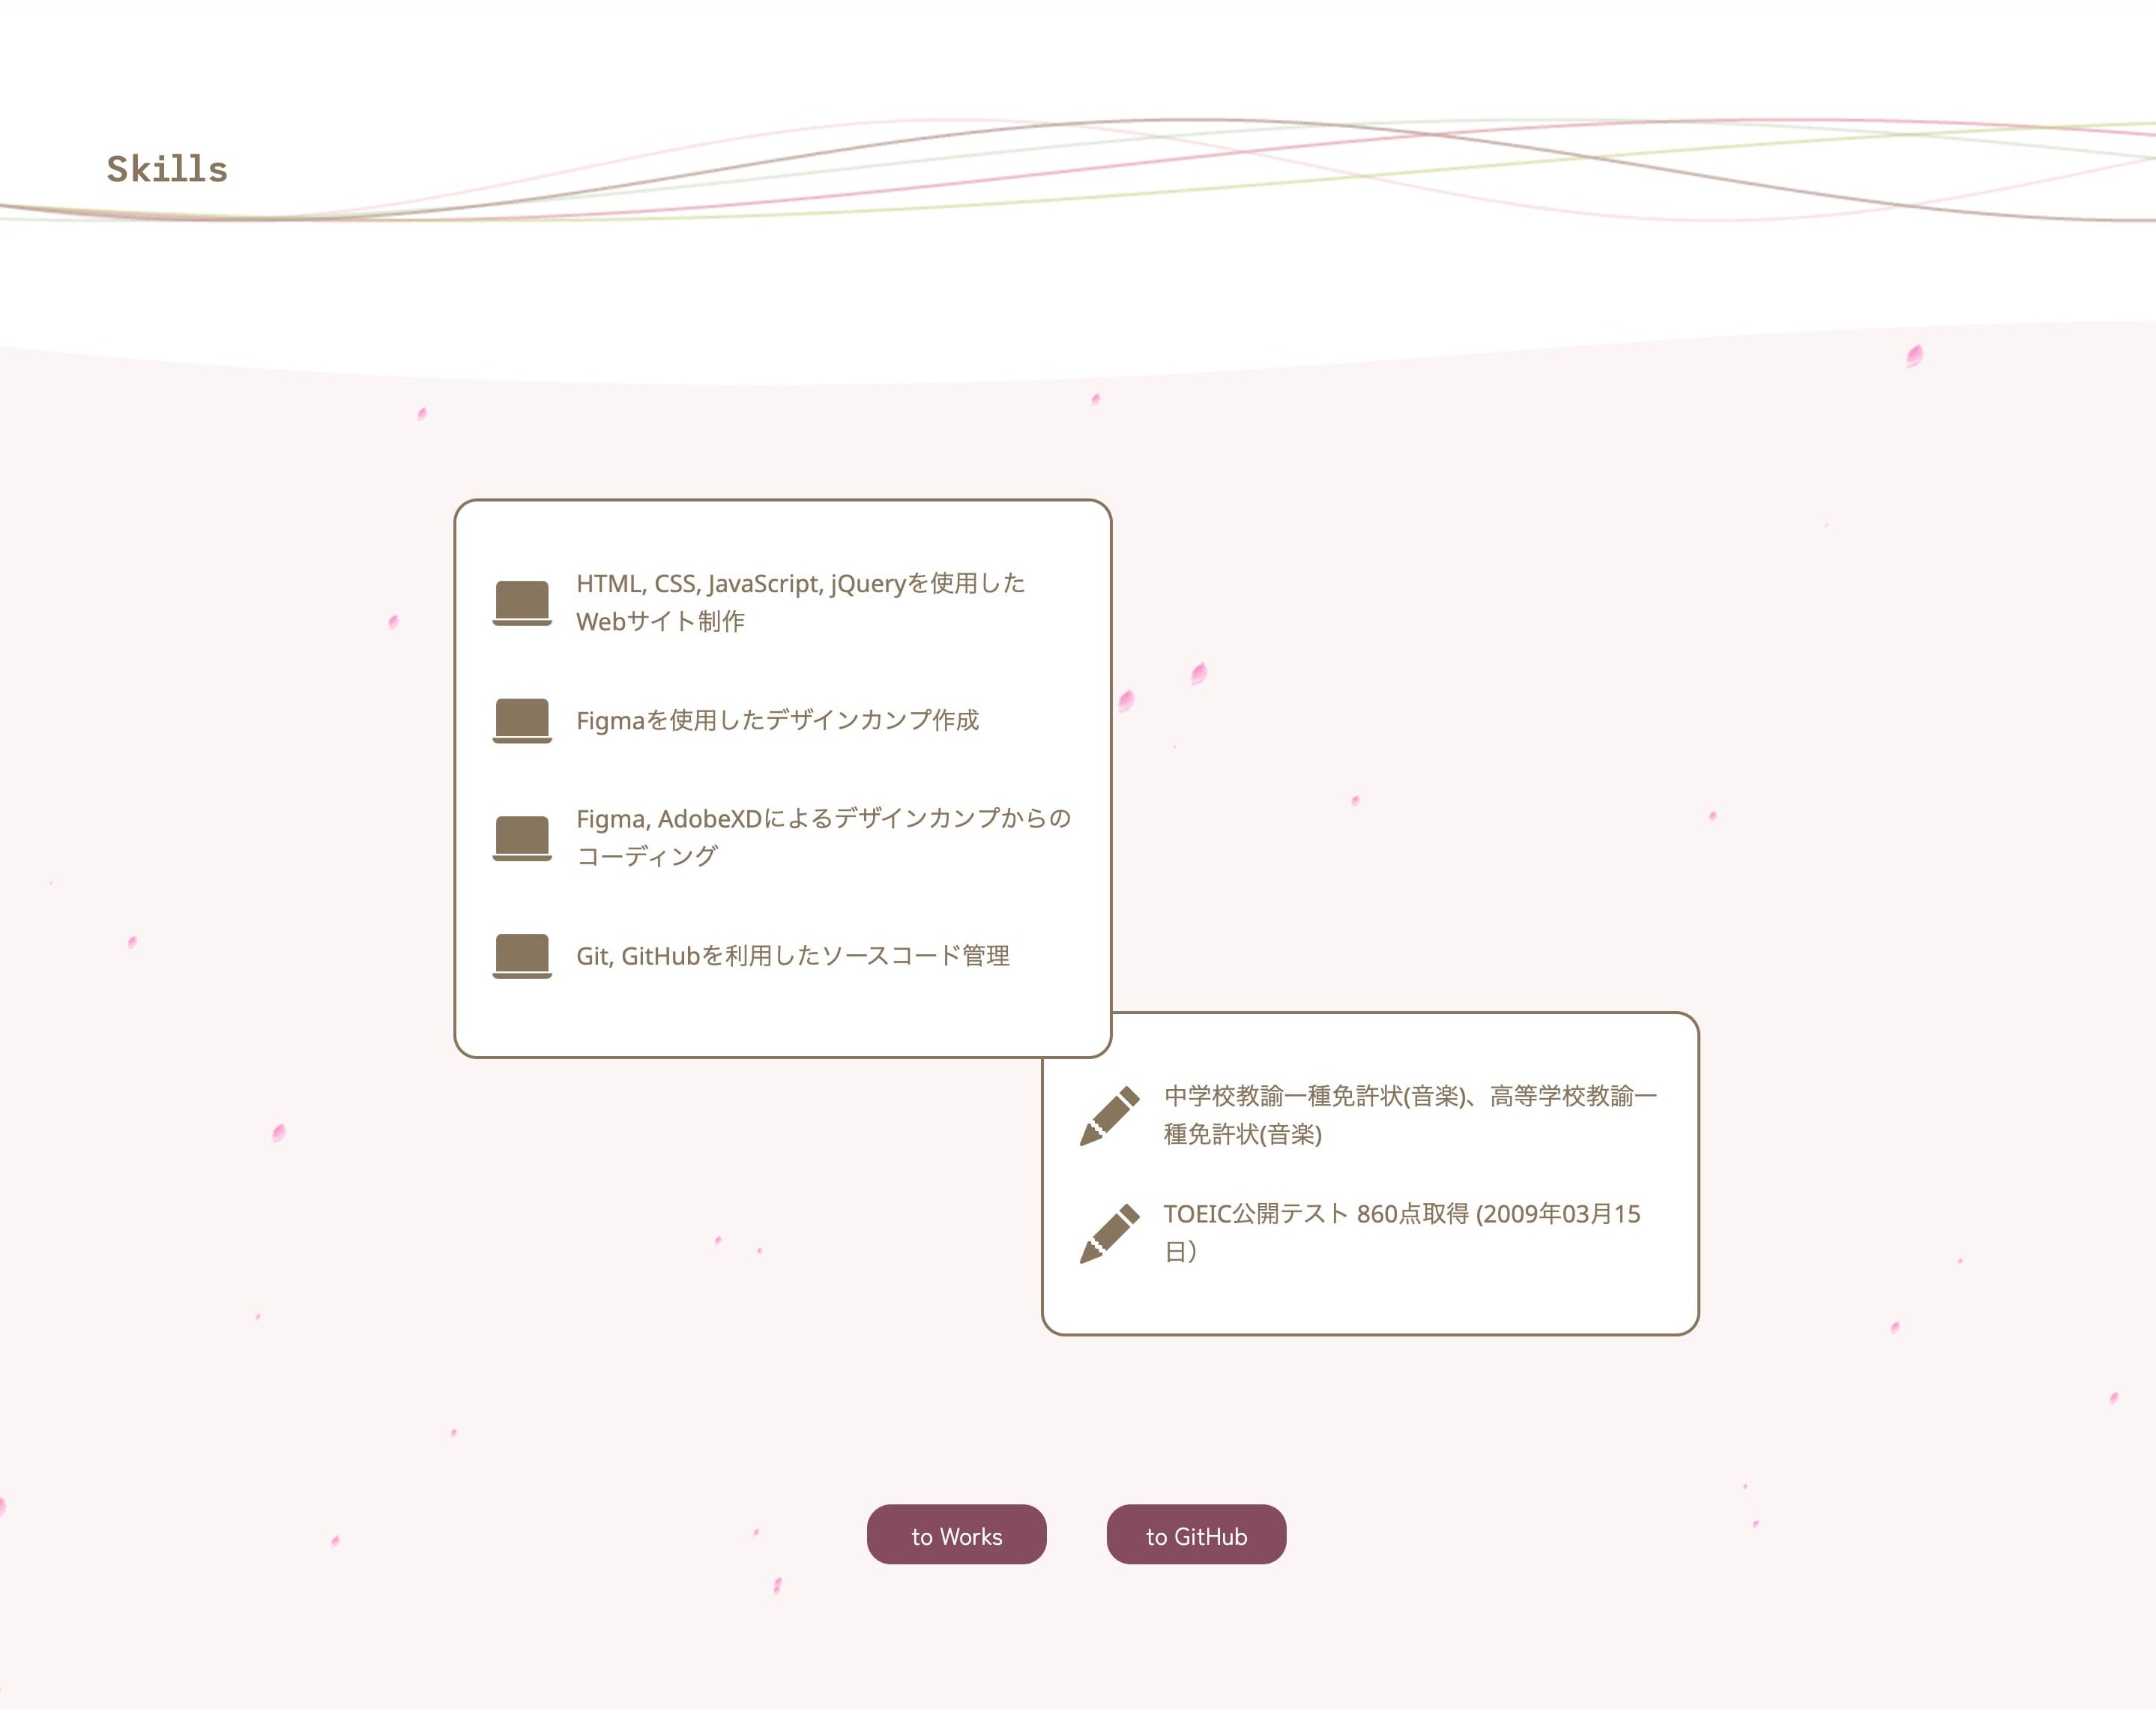 Skills
HTML, CSS, JavaScript, jQueryを使用した
Webサイト制作
Figmaを使用したデザインカンプ作成
Figma, AdobeXDによるデザインカンプからの
コーディング
Git, GitHubを利用したソースコード管理
中学校教諭一種免許状(音楽)、高等学校教諭一
種免許状(音楽)
TOEIC公開テスト 860点取得 (2009年03月15
日）
to Works
to GitHub